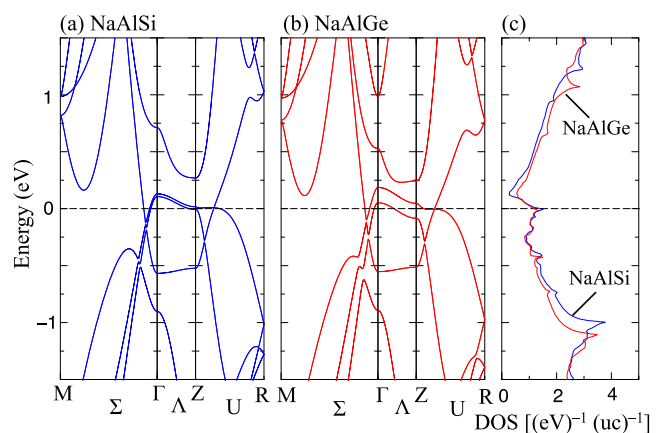 (a) NaAlSi
(b) NaAlGe
(c)
Energy (eV)
1
0
−1
NaAlGe
NaAlSi
M
Σ
Γ
Λ
Z
U
R
M
Σ
Γ
Λ
Z
U
R
0
2
4
DOS [(eV)⁻¹ (uc)⁻¹]